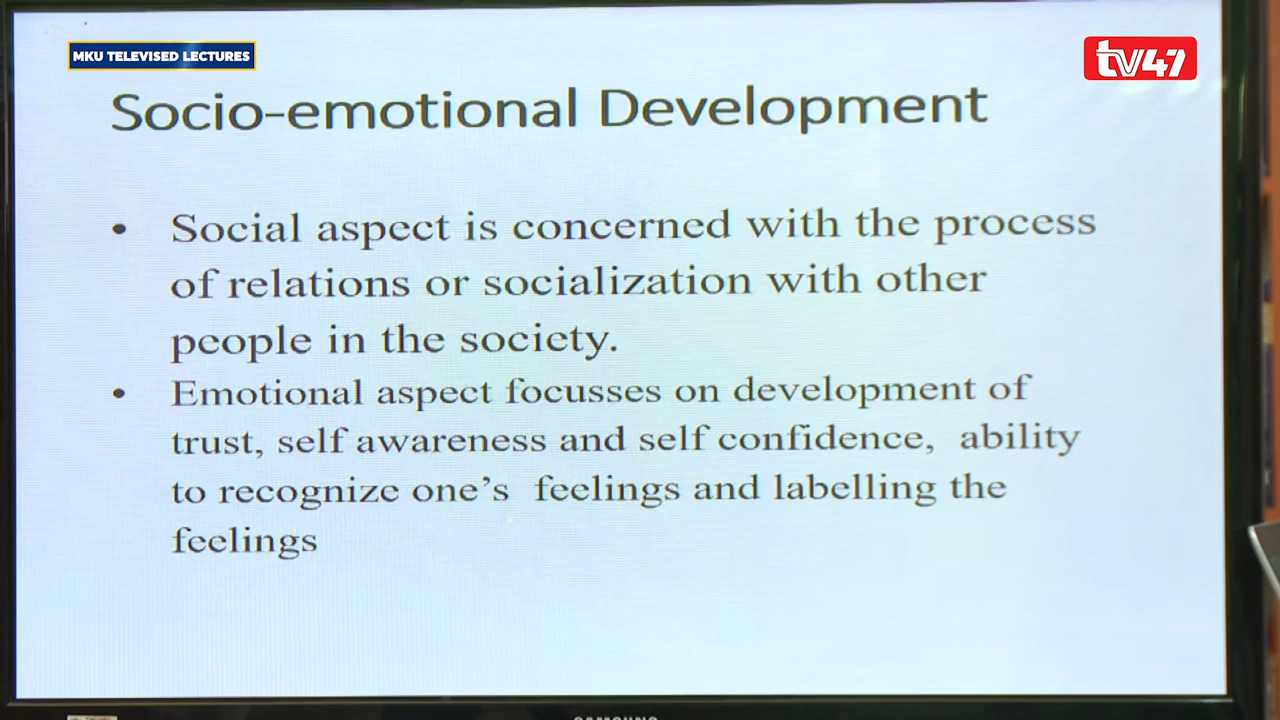 MKU TELEVISED LECTURES
tv47
Socio-emotional Development
• Social aspect is concerned with the process
of relations or socialization with other
people in the society.
• Emotional aspect focusses on development of
trust, self awareness and self confidence, ability
to recognize one's feelings and labelling the
feelings
SAMSUNG